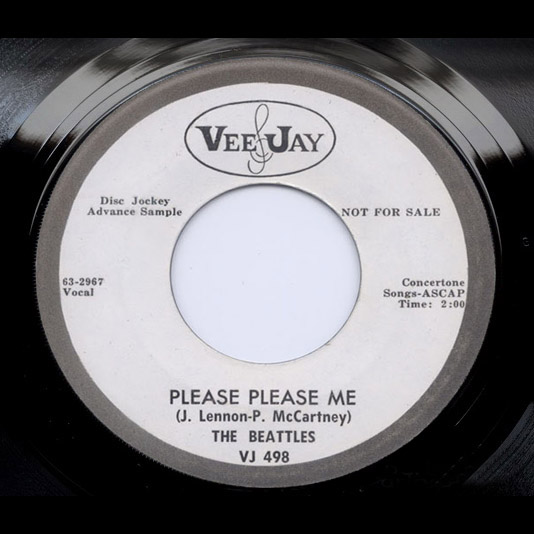 VEE JAY
Disc Jockey
Advance Sample
NOT FOR SALE
63-2967
Vocal
Concertone
Songs-ASCAP
Time: 2:00
PLEASE PLEASE ME
(J. Lennon-P. McCartney)
THE BEATTLES
VJ 498